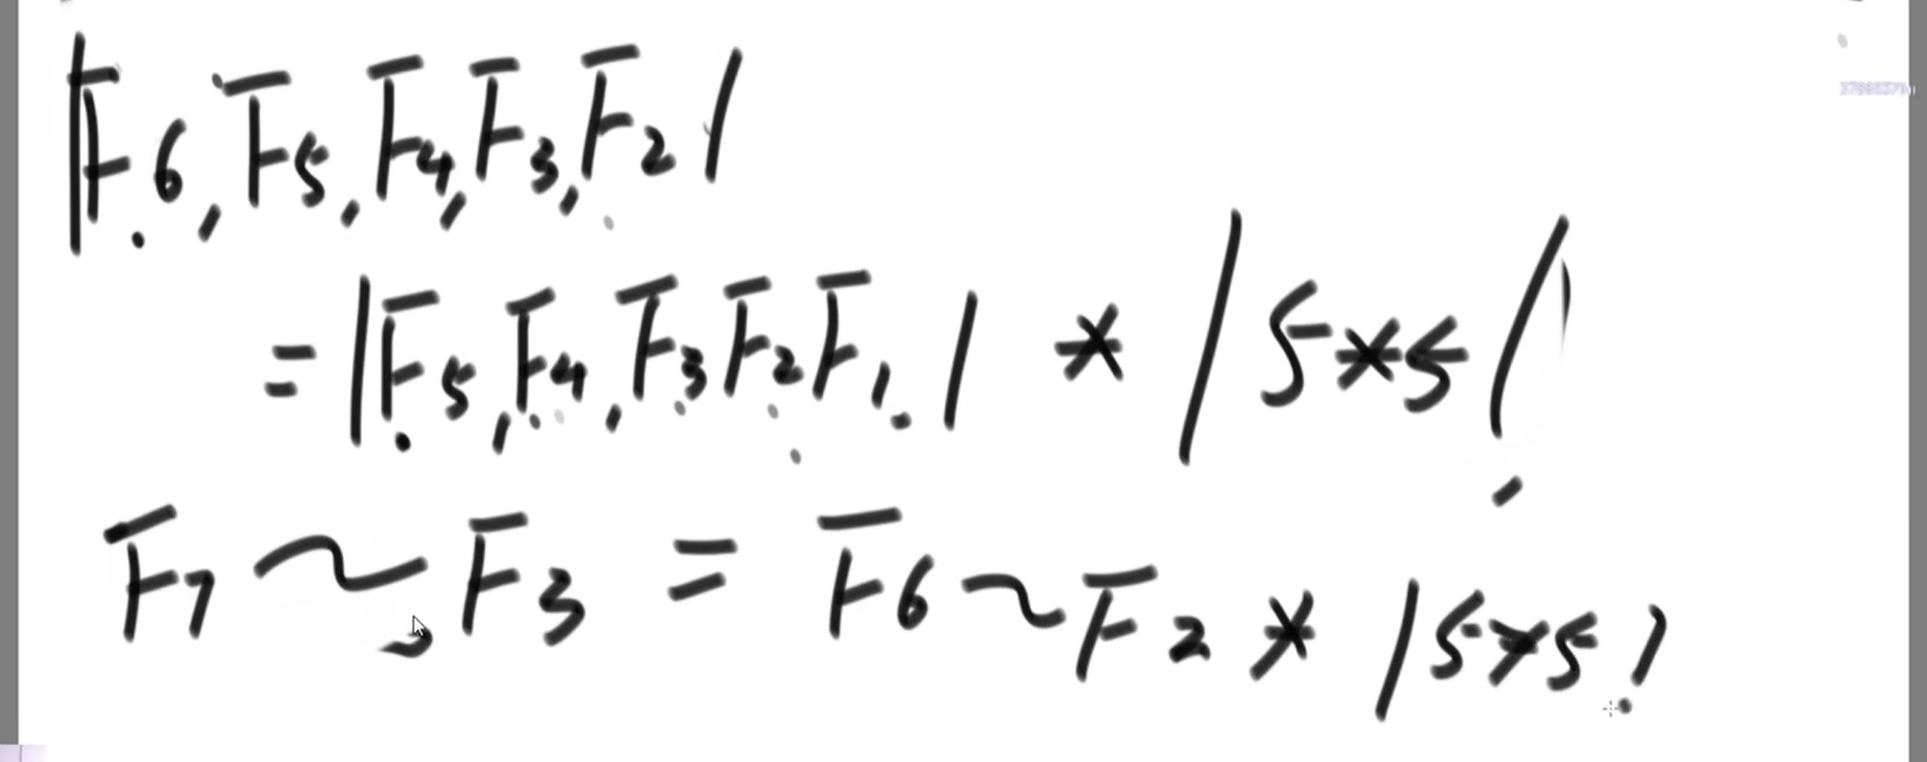 |F6, F5, F4, F3, F2|
= |F5, F4, F3 F2 F1| * |5*5|
F7 ~ F3 = F6 ~ F2 * |5*5|